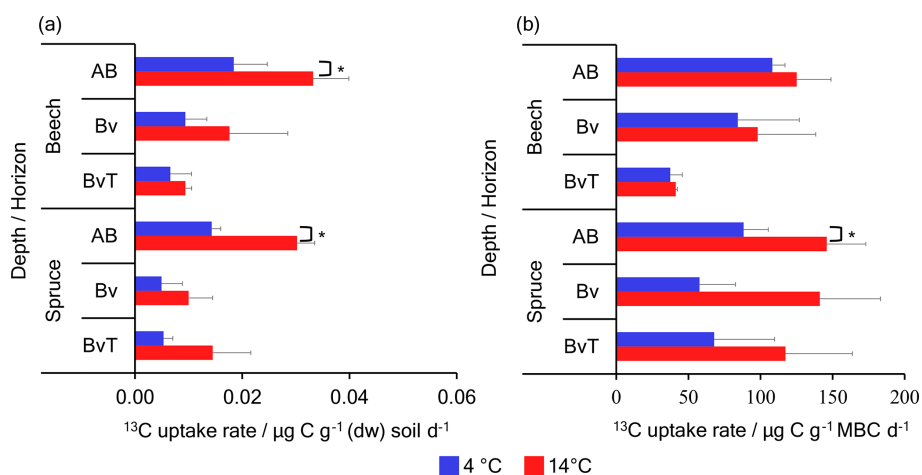 (a)
Depth / Horizon
Beech
AB
*
Bv
BvT
Spruce
AB
*
Bv
BvT
0.00 0.02 0.04 0.06
¹³C uptake rate / µg C g⁻¹ (dw) soil d⁻¹
(b)
Depth / Horizon
Beech
AB
Bv
BvT
Spruce
AB
*
Bv
BvT
0 50 100 150 200
¹³C uptake rate / µg C g⁻¹ MBC d⁻¹
4 °C 14°C